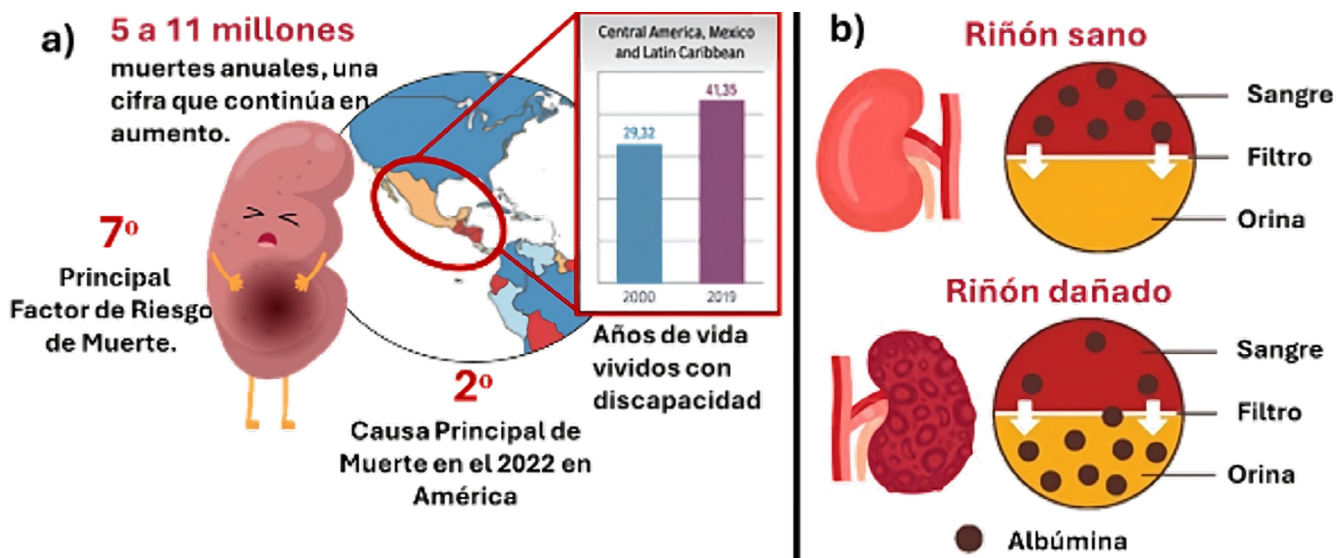 a)
5 a 11 millones
muertes anuales, una
cifra que continúa en
aumento.
7º
Principal
Factor de Riesgo
de Muerte.
2º
Causa Principal de
Muerte en el 2022 en
América
Central America, Mexico
and Latin Caribbean
29,32
41,35
2000
2019
Años de vida
vividos con
discapacidad
b)
Riñón sano
Sangre
Filtro
Orina
Riñón dañado
Sangre
Filtro
Orina
Albúmina